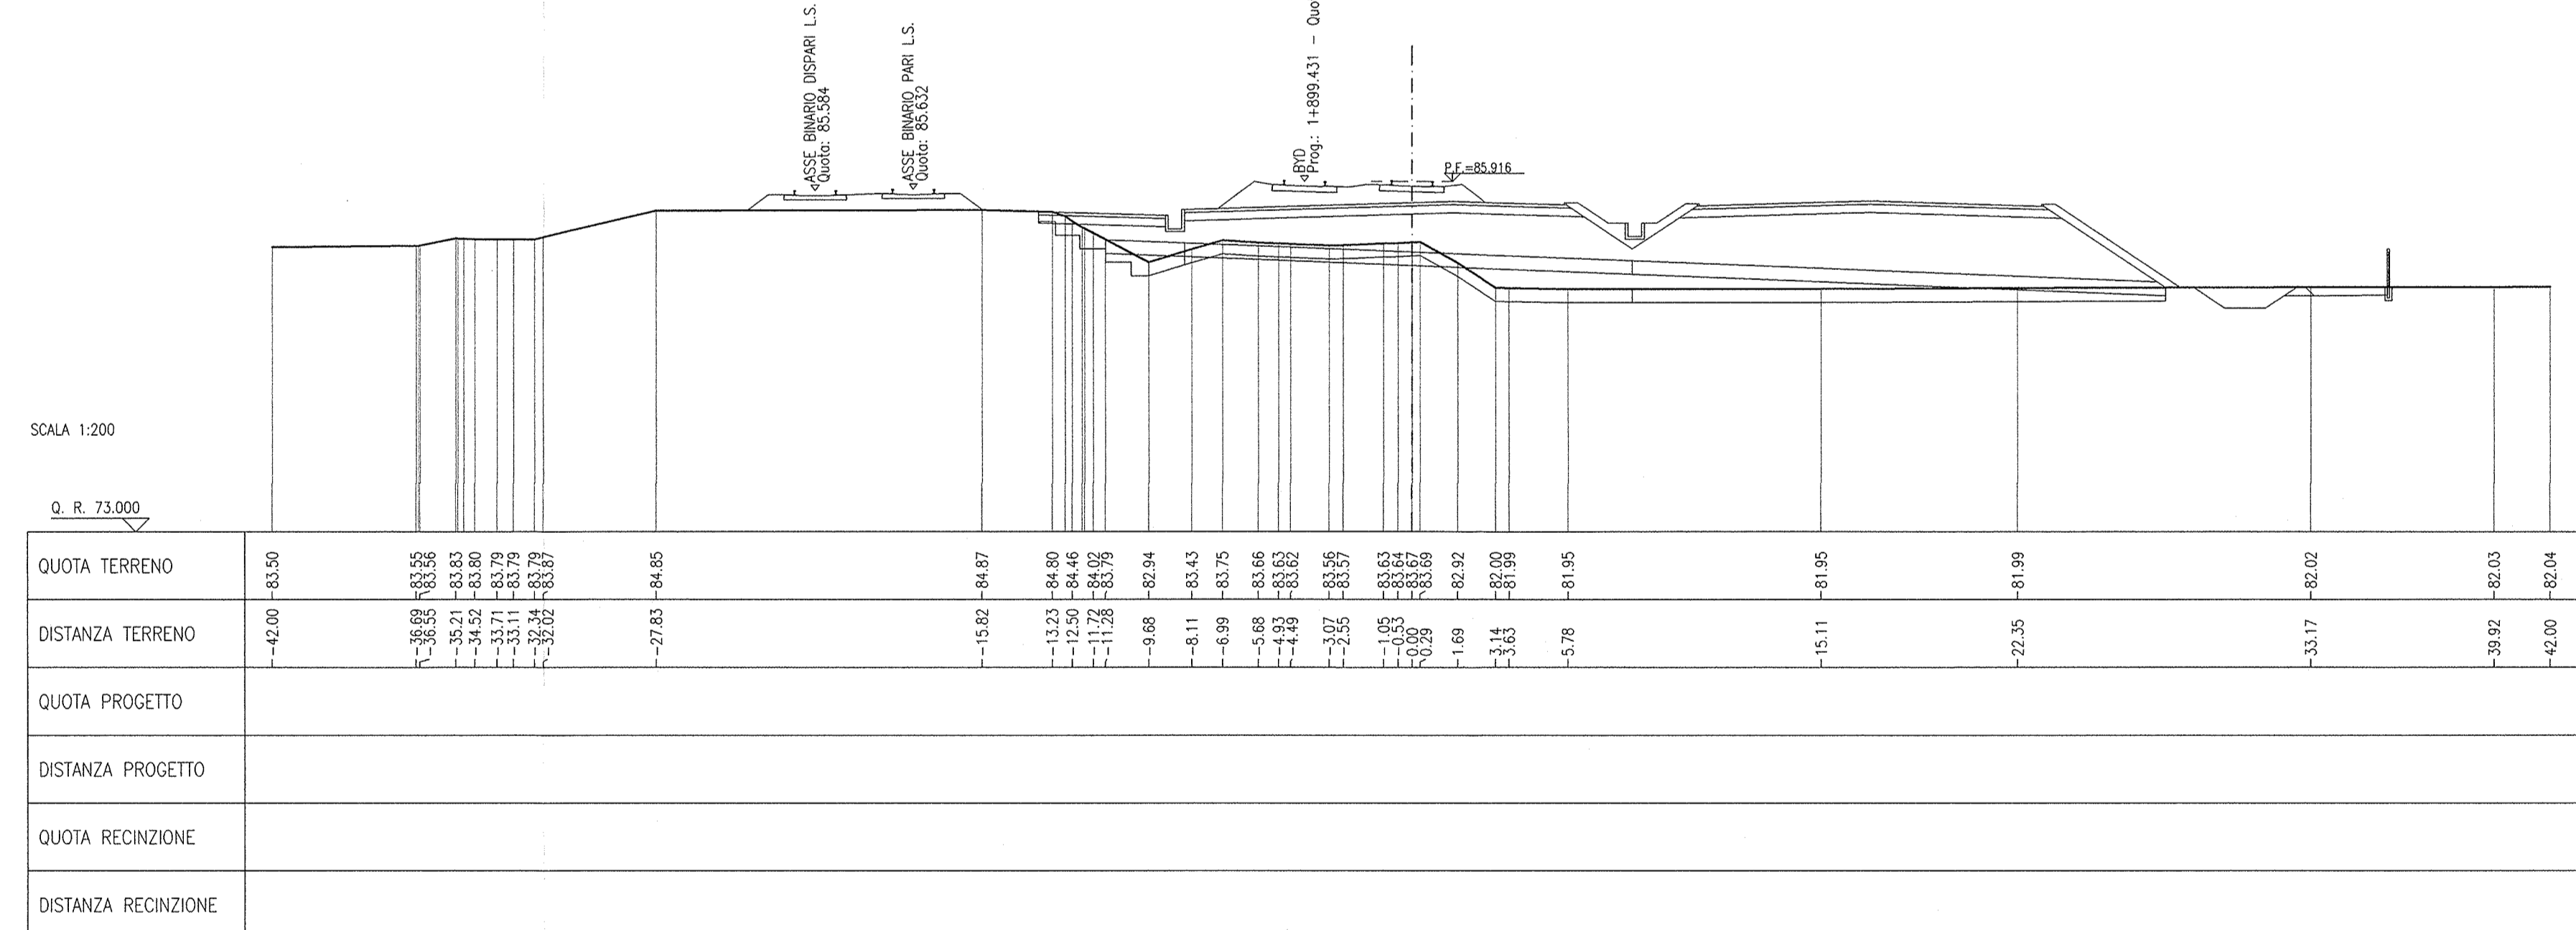 ASSE BINARIO DISPARI L.S.
Quota: 85.584
ASSE BINARIO PARI L.S.
Quota: 85.632
BYD
Prog.: 1+899.431 - Quo
P.F.=85.916
SCALA 1:200
Q. R. 73.000
QUOTA TERRENO
83.50 83.55 83.56 83.83 83.80 83.79 83.79 83.79 83.87 84.85 84.87 84.80 84.46 84.02 83.79 82.94 83.43 83.75 83.66 83.63 83.62 83.56 83.57 83.63 83.64 83.67 83.69 82.92 82.00 81.99 81.95 81.95 81.99 82.02 82.03 82.04
DISTANZA TERRENO
-42.00 -36.69 -36.55 -35.21 -34.52 -33.71 -33.11 -32.34 -32.02 -27.83 -15.82 -13.23 -12.50 -11.72 -11.28 -9.68 -8.11 -6.99 -5.68 -4.93 -4.49 -3.07 -2.55 -1.05 -0.53 0.00 0.29 1.69 3.14 3.63 5.78 15.11 22.35 33.17 39.92 42.00
QUOTA PROGETTO
DISTANZA PROGETTO
QUOTA RECINZIONE
DISTANZA RECINZIONE